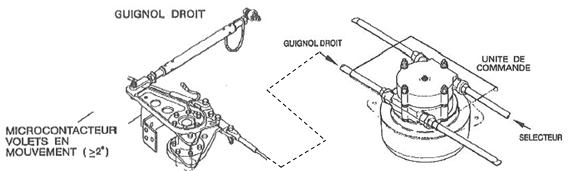 GUIGNOL DROIT
GUIGNOL DROIT
UNITE DE
COMMANDE
MICROCONTACTEUR
VOLETS EN
MOUVEMENT (≥2°)
SELECTEUR